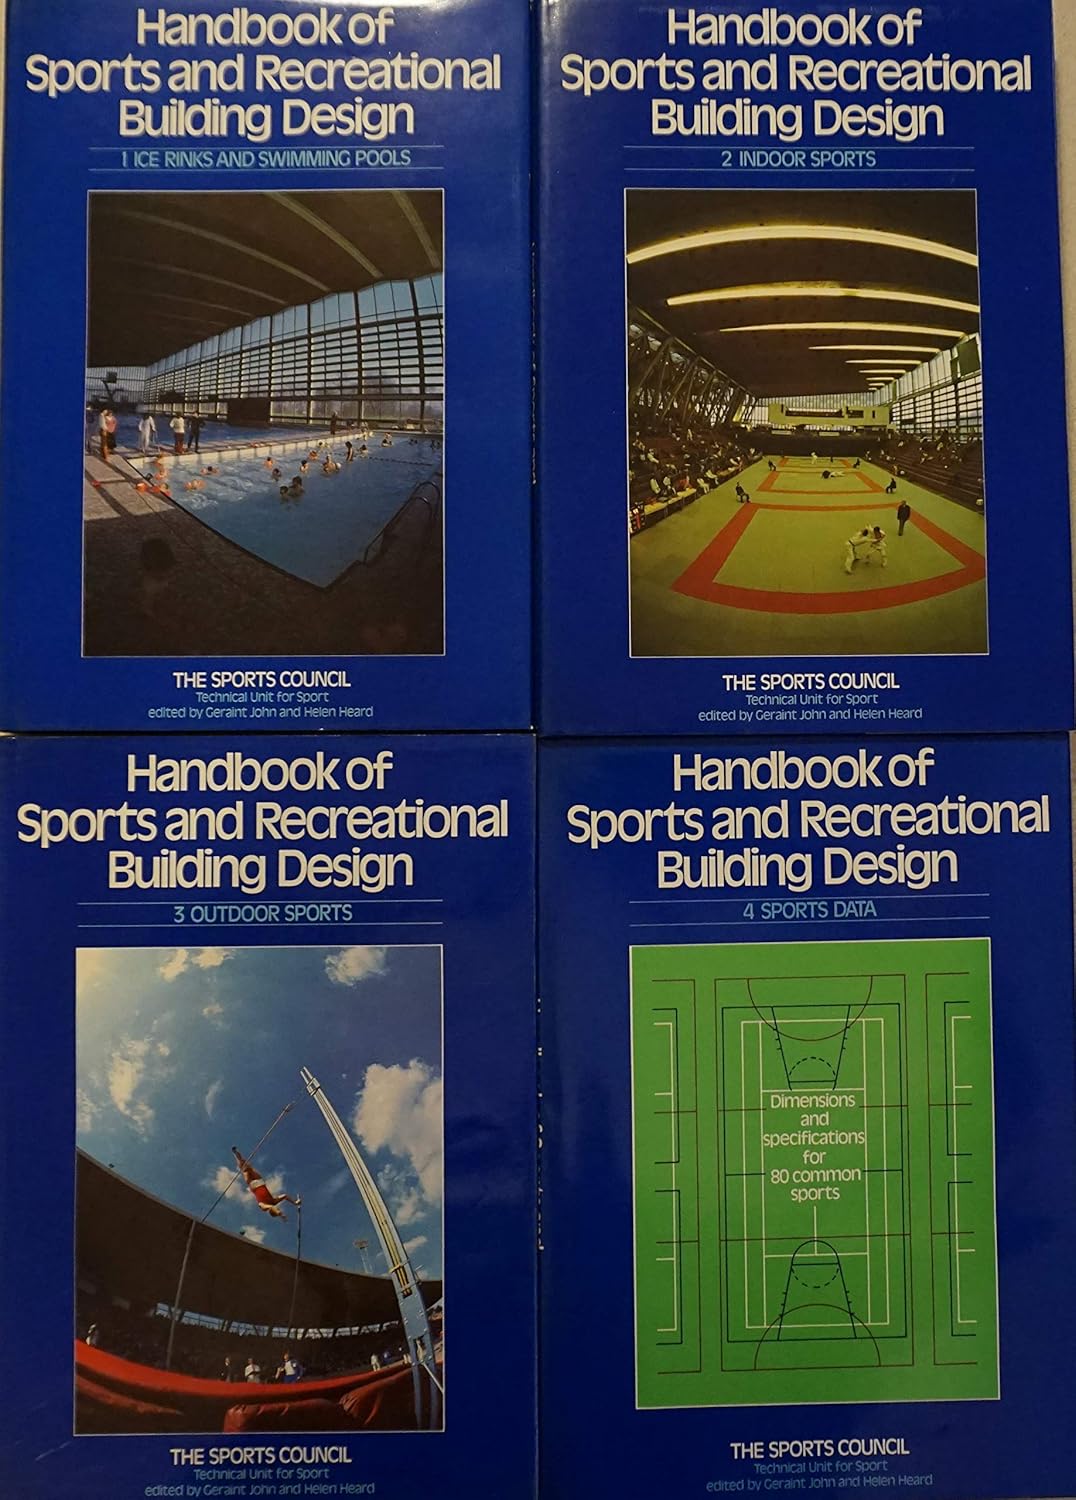 Handbook of
Sports and Recreational
Building Design
1 ICE RINKS AND SWIMMING POOLS
THE SPORTS COUNCIL
Technical Unit for Sport
edited by Geraint John and Helen Heard
Handbook of
Sports and Recreational
Building Design
2 INDOOR SPORTS
THE SPORTS COUNCIL
Technical Unit for Sport
edited by Geraint John and Helen Heard
Handbook of
Sports and Recreational
Building Design
3 OUTDOOR SPORTS
THE SPORTS COUNCIL
Technical Unit for Sport
edited by Geraint John and Helen Heard
Handbook of
Sports and Recreational
Building Design
4 SPORTS DATA
Dimensions
and
specifications
for
80 common
sports
THE SPORTS COUNCIL
Technical Unit for Sport
edited by Geraint John and Helen Heard